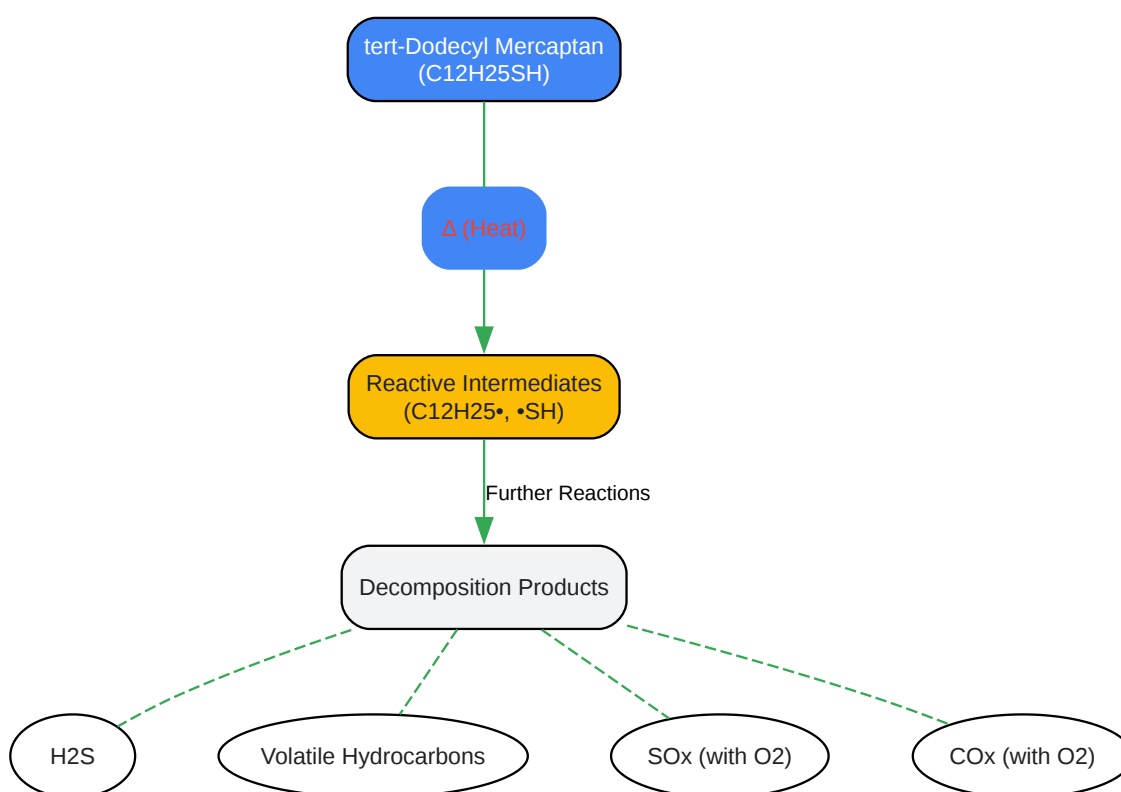 tert-Dodecyl Mercaptan
(C12H25SH)
Δ (Heat)
Reactive Intermediates
(C12H25•, •SH)
Further Reactions
Decomposition Products
H2S
Volatile Hydrocarbons
SOx (with O2)
COx (with O2)